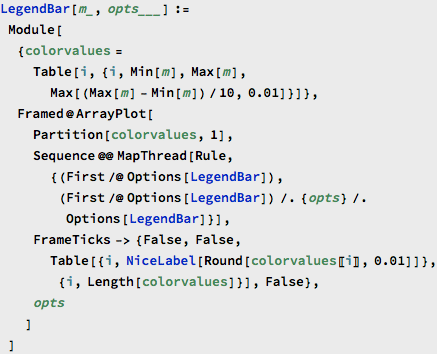 LegendBar[m_, opts___] :=
Module[
{colorvalues =
Table[i, {i, Min[m], Max[m],
Max[(Max[m] - Min[m]) / 10, 0.01]}]},
Framed@ArrayPlot[
Partition[colorvalues, 1],
Sequence @@ MapThread[Rule,
{(First /@ Options[LegendBar]),
(First /@ Options[LegendBar]) /. {opts} /.
Options[LegendBar]}],
FrameTicks -> {False, False,
Table[{i, NiceLabel[Round[colorvalues〚i〛, 0.01]]},
{i, Length[colorvalues]}], False},
opts
]
]